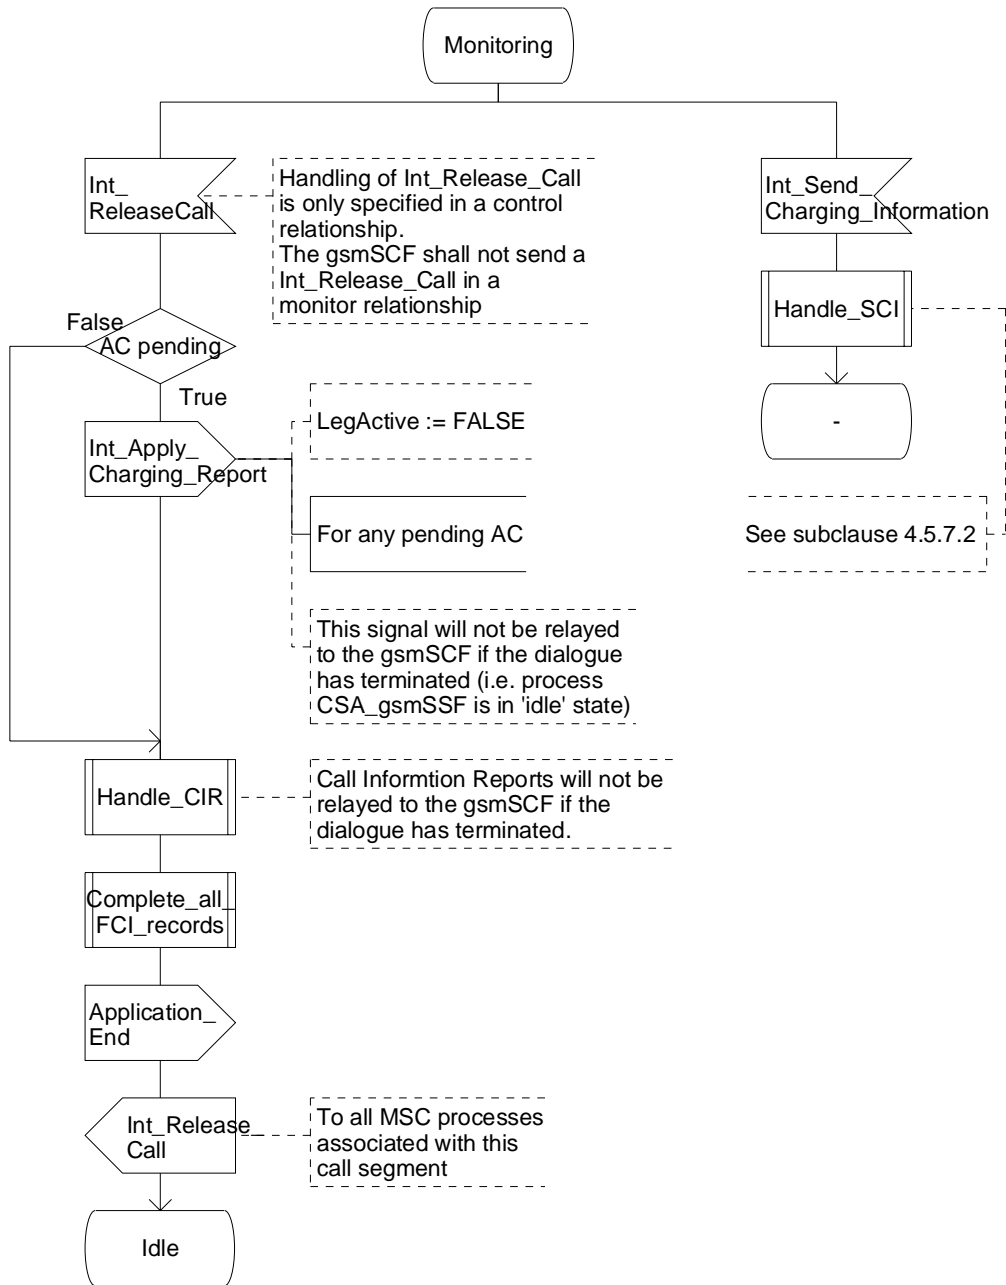 Monitoring
Int_
ReleaseCall
Handling of Int_Release_Call
is only specified in a control
relationship.
The gsmSCF shall not send a
Int_Release_Call in a
monitor relationship
Int_Send_
Charging_Information
Handle_SCI
False
AC pending
True
-
Int_Apply_
Charging_Report
LegActive := FALSE
For any pending AC
See subclause 4.5.7.2
This signal will not be relayed
to the gsmSCF if the dialogue
has terminated (i.e. process
CSA_gsmSSF is in 'idle' state)
Handle_CIR
Call Informtion Reports will not be
relayed to the gsmSCF if the
dialogue has terminated.
Complete_all_
FCI_records
Application_
End
Int_Release_
Call
To all MSC processes
associated with this
call segment
Idle